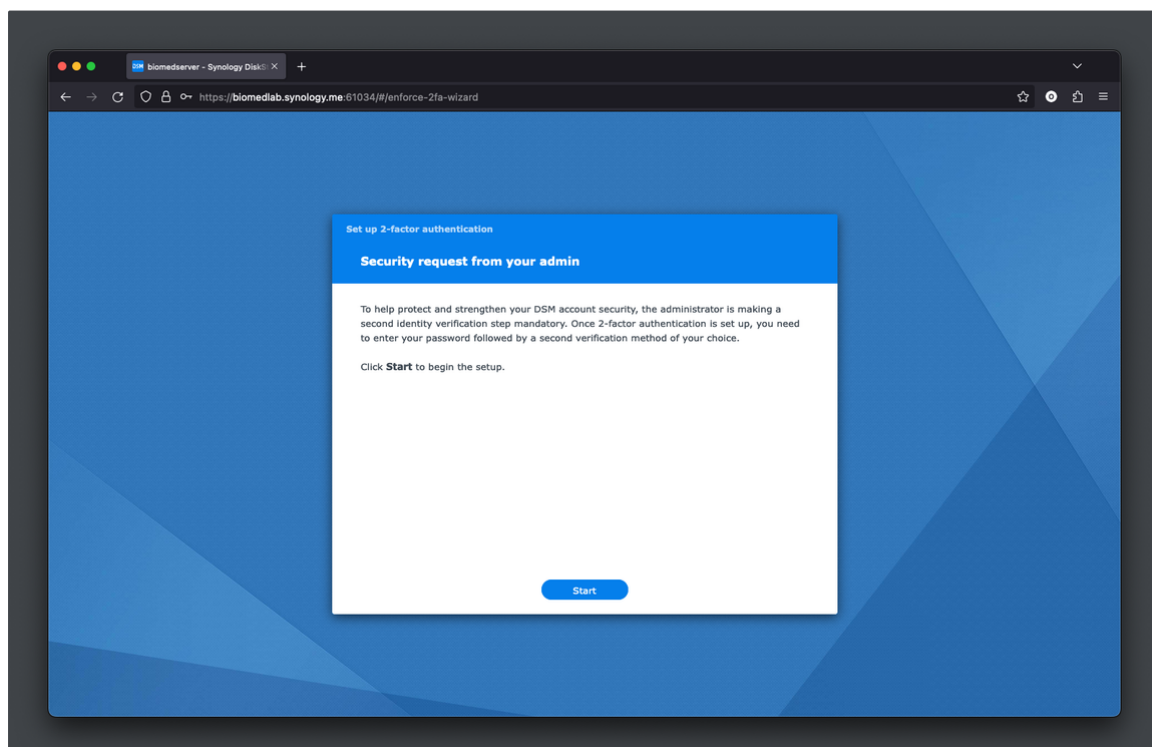 DSM biomedserver - Synology DiskS
https://biomedlab.synology.me:61034/#/enforce-2fa-wizard
Set up 2-factor authentication
Security request from your admin
To help protect and strengthen your DSM account security, the administrator is making a
second identity verification step mandatory. Once 2-factor authentication is set up, you need
to enter your password followed by a second verification method of your choice.
Click Start to begin the setup.
Start